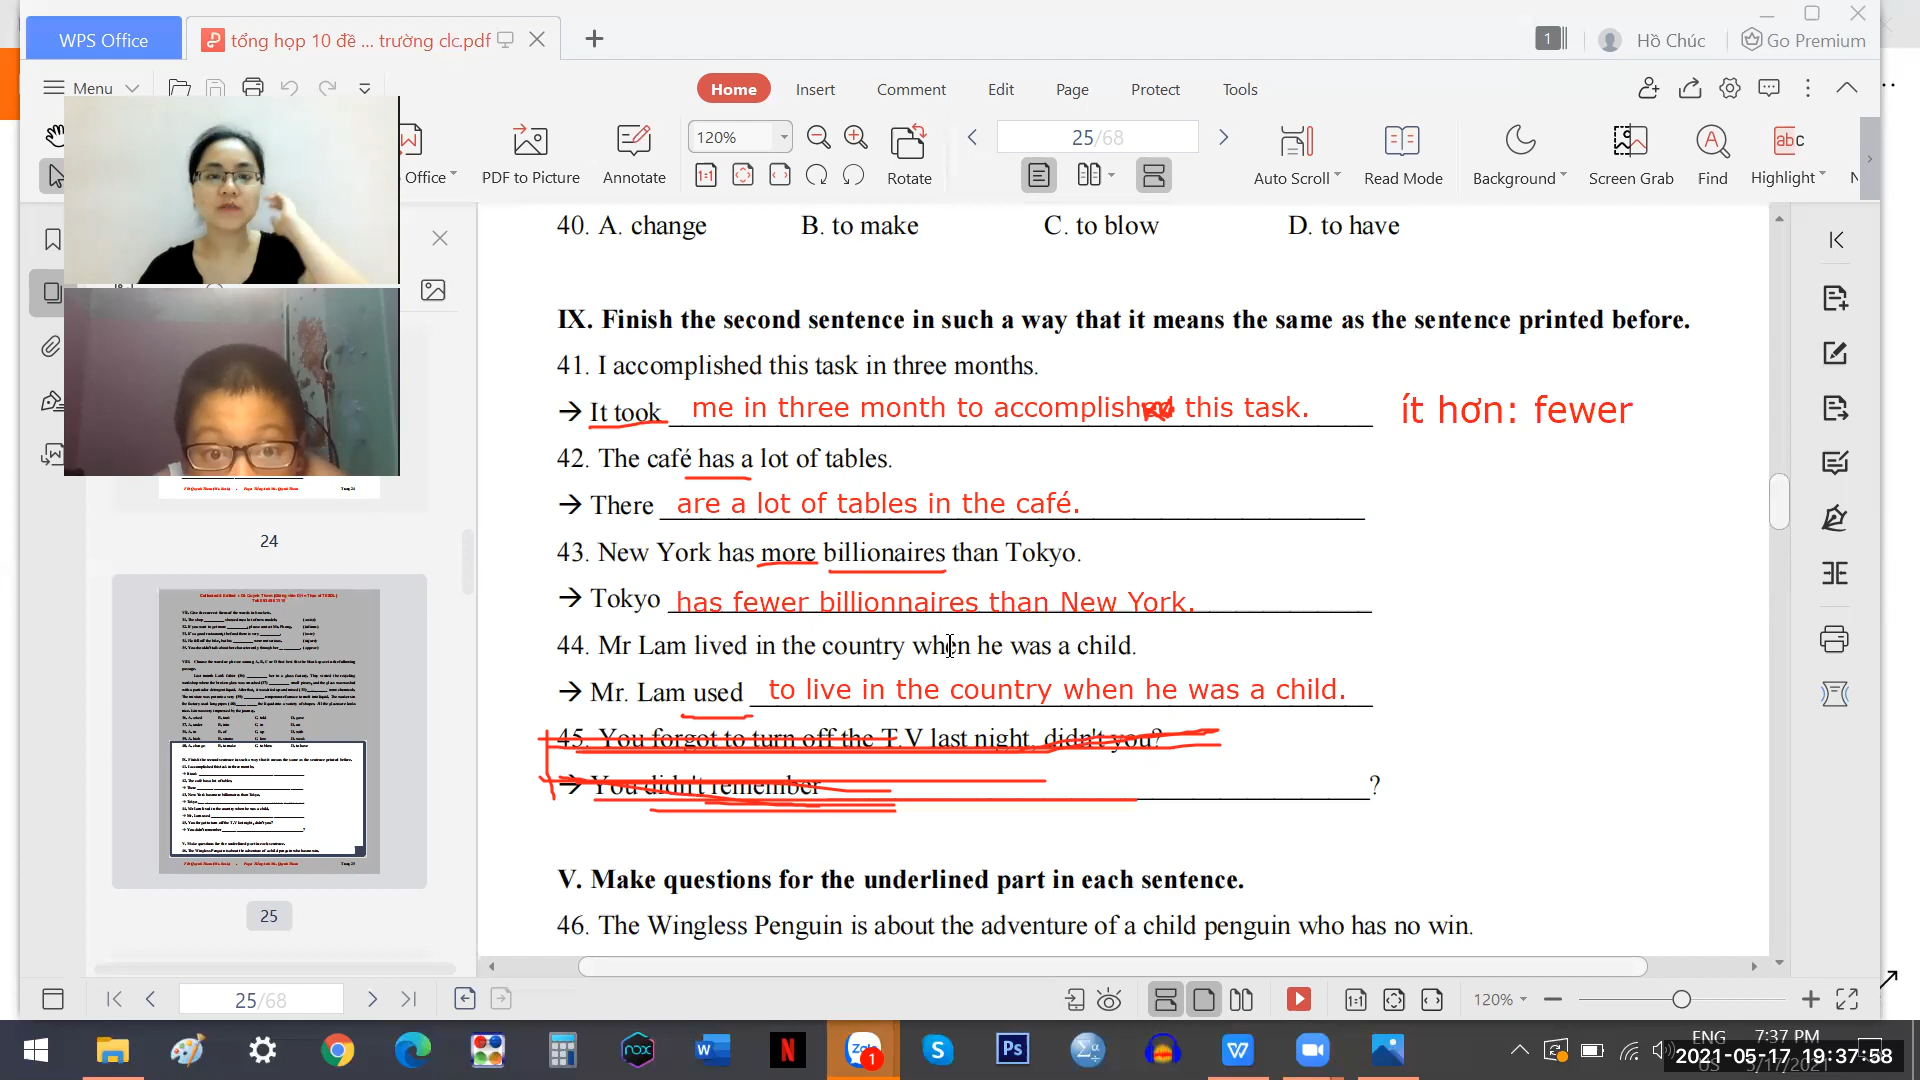 WPS Office
tổng hợp 10 đề ... trường clc.pdf
1
Hồ Chúc
Go Premium
Menu
Home
Insert
Comment
Edit
Page
Protect
Tools
Office
PDF to Picture
Annotate
120%
1:1
Rotate
25/68
Auto Scroll
Read Mode
Background
Screen Grab
Find
Highlight
40. A. change B. to make C. to blow D. to have
IX. Finish the second sentence in such a way that it means the same as the sentence printed before.
41. I accomplished this task in three months.
→ It took me in three month to accomplish this task. ít hơn: fewer
42. The café has a lot of tables.
→ There are a lot of tables in the café.
43. New York has more billionaires than Tokyo.
→ Tokyo has fewer billionnaires than New York.
44. Mr Lam lived in the country when he was a child.
→ Mr. Lam used to live in the country when he was a child.
45. You forgot to turn off the T.V last night, didn't you?
→ You didn't remember ?
V. Make questions for the underlined part in each sentence.
46. The Wingless Penguin is about the adventure of a child penguin who has no win.
24
25
25/68
1:1
120%
ENG
7:37 PM
2021-05-17 19:37:58